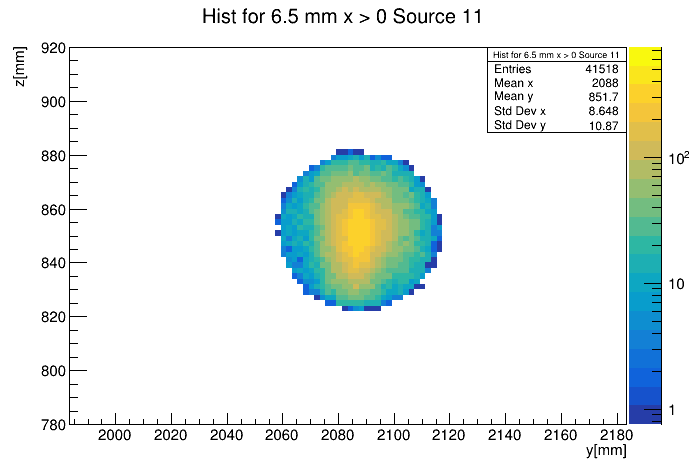 Hist for 6.5 mm x > 0 Source 11
z[mm]
920
900
880
860
840
820
800
780
2000
2020
2040
2060
2080
2100
2120
2140
2160
2180
y[mm]
Hist for 6.5 mm x > 0 Source 11
Entries 41518
Mean x 2088
Mean y 851.7
Std Dev x 8.648
Std Dev y 10.87
10²
10
1